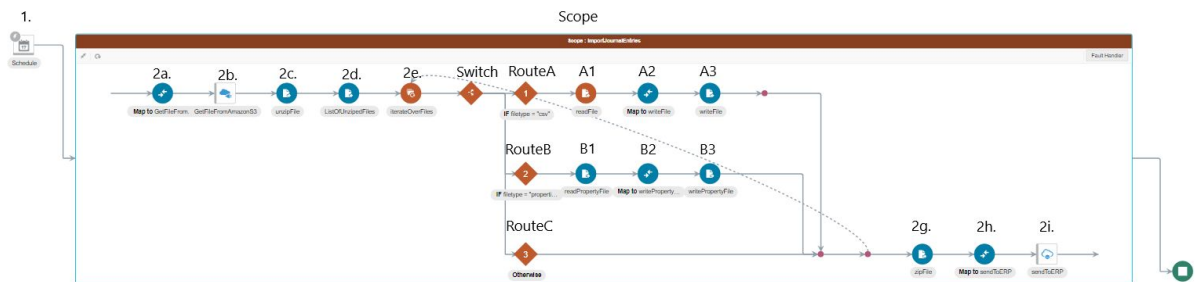 1.
Scope
Schedule
Scope : ImportJournalEntries
Fault Handler
2a. 2b. 2c. 2d. 2e. Switch RouteA A1 A2 A3
Map to GetFileFrom... GetFileFromAmazonS3 unzipFile ListOfUnzipedFiles iterateOverFiles 1 readFile Map to writeFile writeFile
IF filetype = "csv"
RouteB B1 B2 B3
2 readPropertyFile Map to writeProperty... writePropertyFile
IF filetype = "properti...
RouteC 2g. 2h. 2i.
3 zipFile Map to sendToERP sendToERP
Otherwise